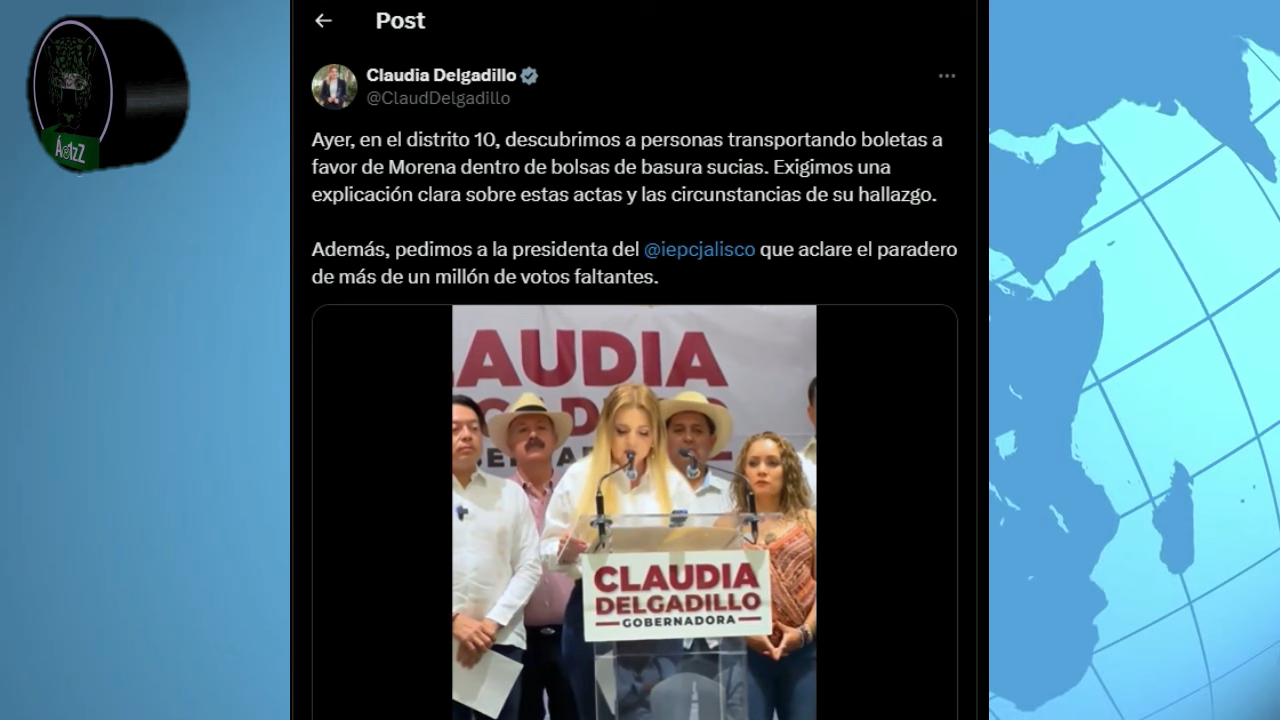 Post
Claudia Delgadillo
@ClaudDelgadillo
Ayer, en el distrito 10, descubrimos a personas transportando boletas a
favor de Morena dentro de bolsas de basura sucias. Exigimos una
explicación clara sobre estas actas y las circunstancias de su hallazgo.
Además, pedimos a la presidenta del @iepcjalisco que aclare el paradero
de más de un millón de votos faltantes.
AUDIA
CLAUDIA
DELGADILLO
GOBERNADORA